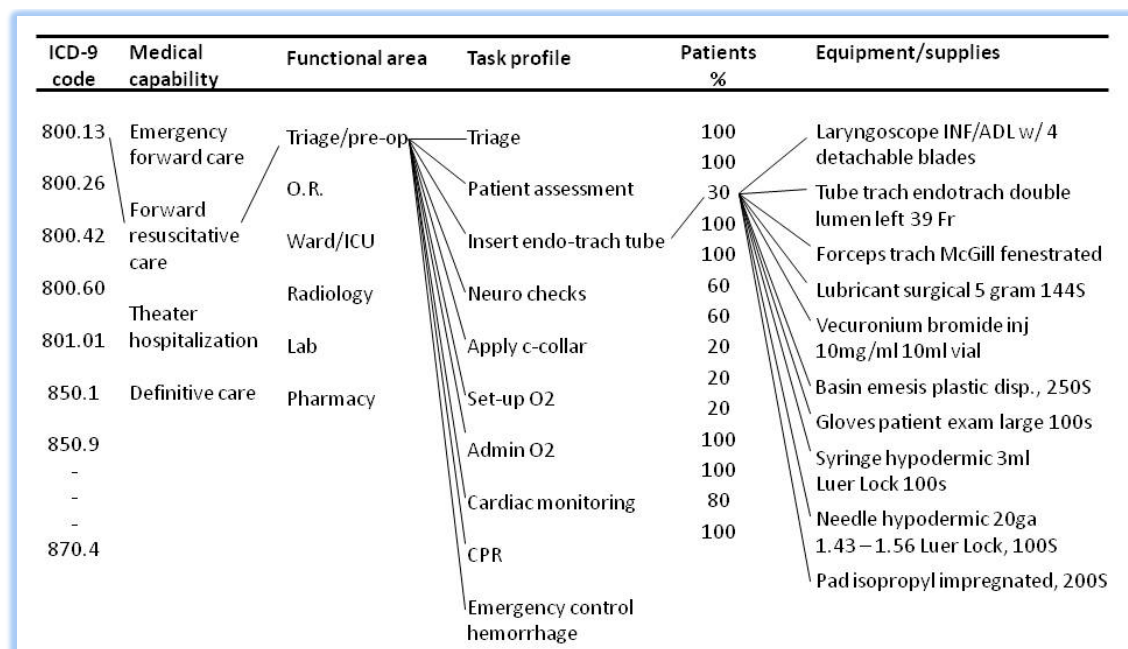 ICD-9 code
Medical capability
Functional area
Task profile
Patients %
Equipment/supplies
800.13
800.26
800.42
800.60
801.01
850.1
850.9
-
-
-
870.4
Emergency
forward care
Forward
resuscitative
care
Theater
hospitalization
Definitive care
Triage/pre-op
O.R.
Ward/ICU
Radiology
Lab
Pharmacy
Triage
Patient assessment
Insert endo-trach tube
Neuro checks
Apply c-collar
Set-up O2
Admin O2
Cardiac monitoring
CPR
Emergency control
hemorrhage
100
100
30
100
100
60
60
20
20
20
100
100
80
100
Laryngoscope INF/ADL w/ 4
detachable blades
Tube trach endotrach double
lumen left 39 Fr
Forceps trach McGill fenestrated
Lubricant surgical 5 gram 144S
Vecuronium bromide inj
10mg/ml 10ml vial
Basin emesis plastic disp., 250S
Gloves patient exam large 100s
Syringe hypodermic 3ml
Luer Lock 100s
Needle hypodermic 20ga
1.43 – 1.56 Luer Lock, 100S
Pad isopropyl impregnated, 200S